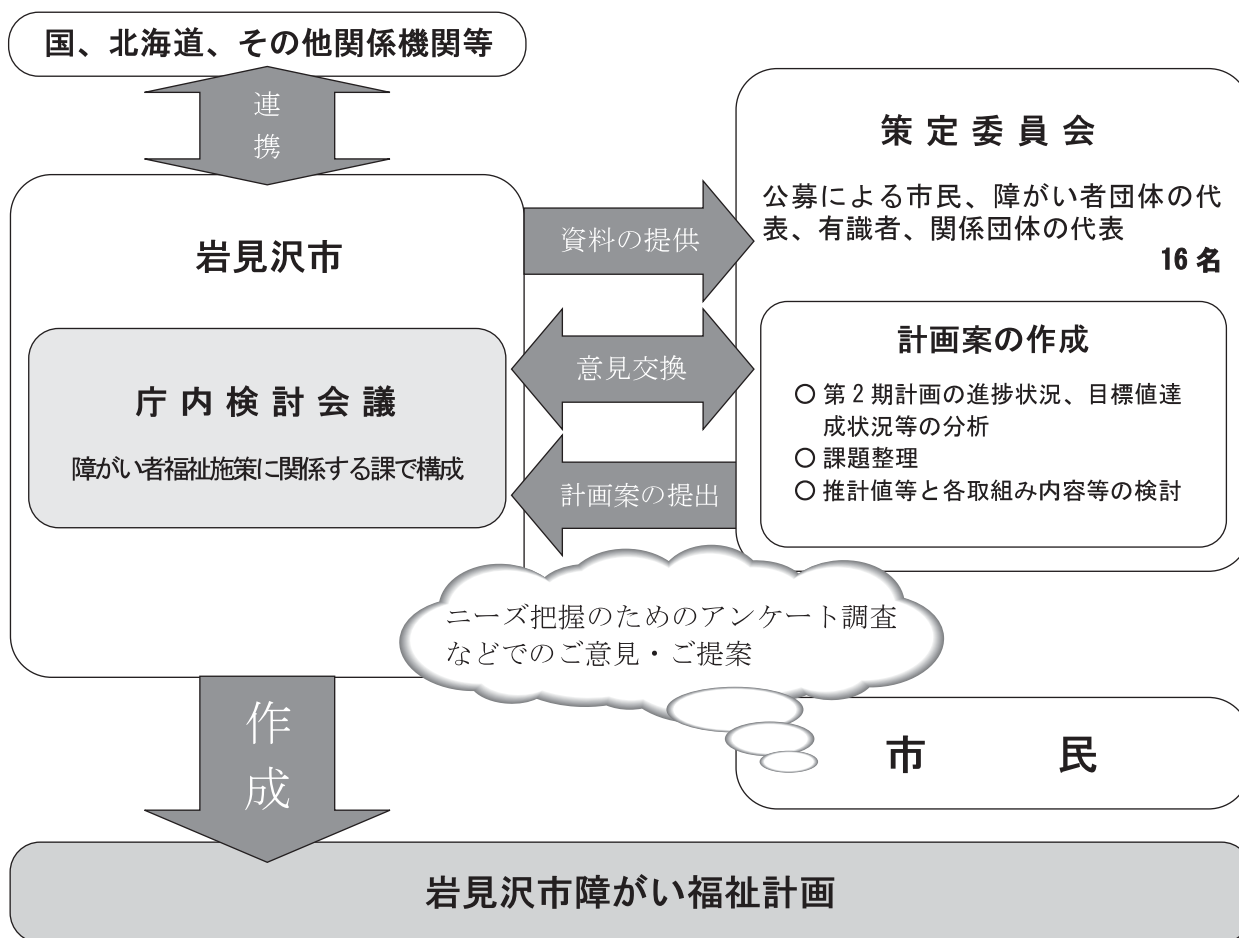 国、北海道、その他関係機関等
連
携
岩見沢市
庁内検討会議
障がい者福祉施策に関係する課で構成
資料の提供
意見交換
計画案の提出
策定委員会
公募による市民、障がい者団体の代
表、有識者、関係団体の代表
16 名
計画案の作成
○ 第 2 期計画の進捗状況、目標値達
成状況等の分析
○ 課題整理
○ 推計値等と各取組み内容等の検討
ニーズ把握のためのアンケート調査
などでのご意見・ご提案
市 民
作
成
岩見沢市障がい福祉計画